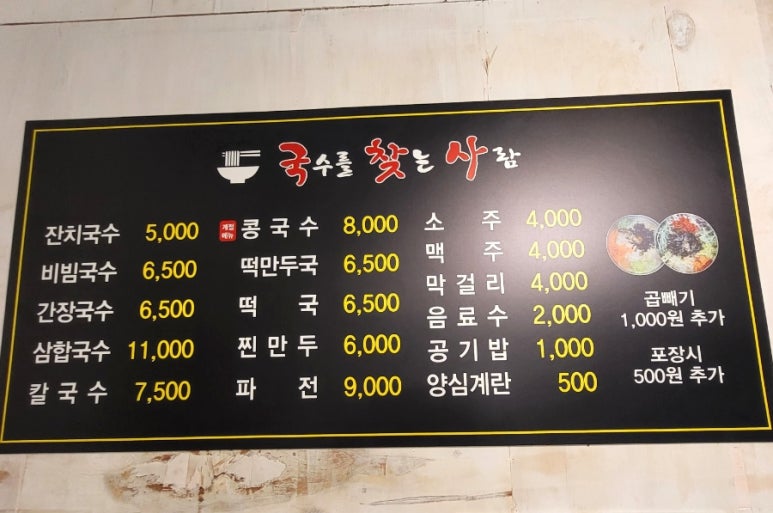 국수를 찾는 사람
잔치국수 5,000
비빔국수 6,500
간장국수 6,500
삼합국수 11,000
칼국수 7,500
계절
메뉴
콩국수 8,000
떡만두국 6,500
떡국 6,500
찐만두 6,000
파전 9,000
소주 4,000
맥주 4,000
막걸리 4,000
음료수 2,000
공기밥 1,000
양심계란 500
곱빼기
1,000원 추가
포장시
500원 추가